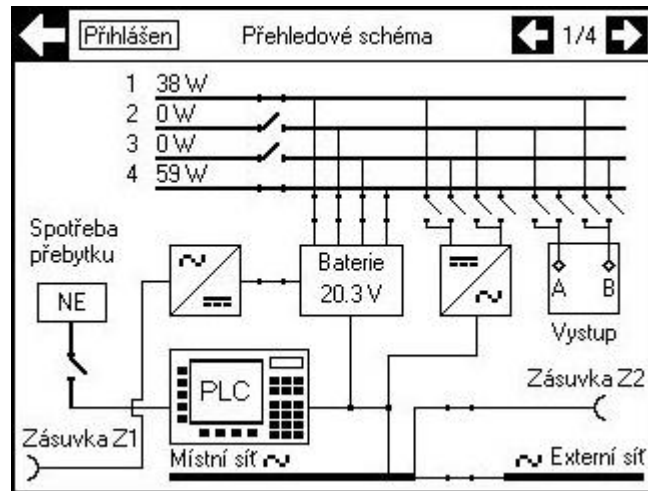 Přihlášen Přehledové schéma 1/4
1 38 W
2 0 W
3 0 W
4 59 W
Spotřeba
přebytku
NE
Baterie
20.3 V
A B
Vystup
PLC
Zásuvka Z2
Zásuvka Z1
Místní síť
Externí síť